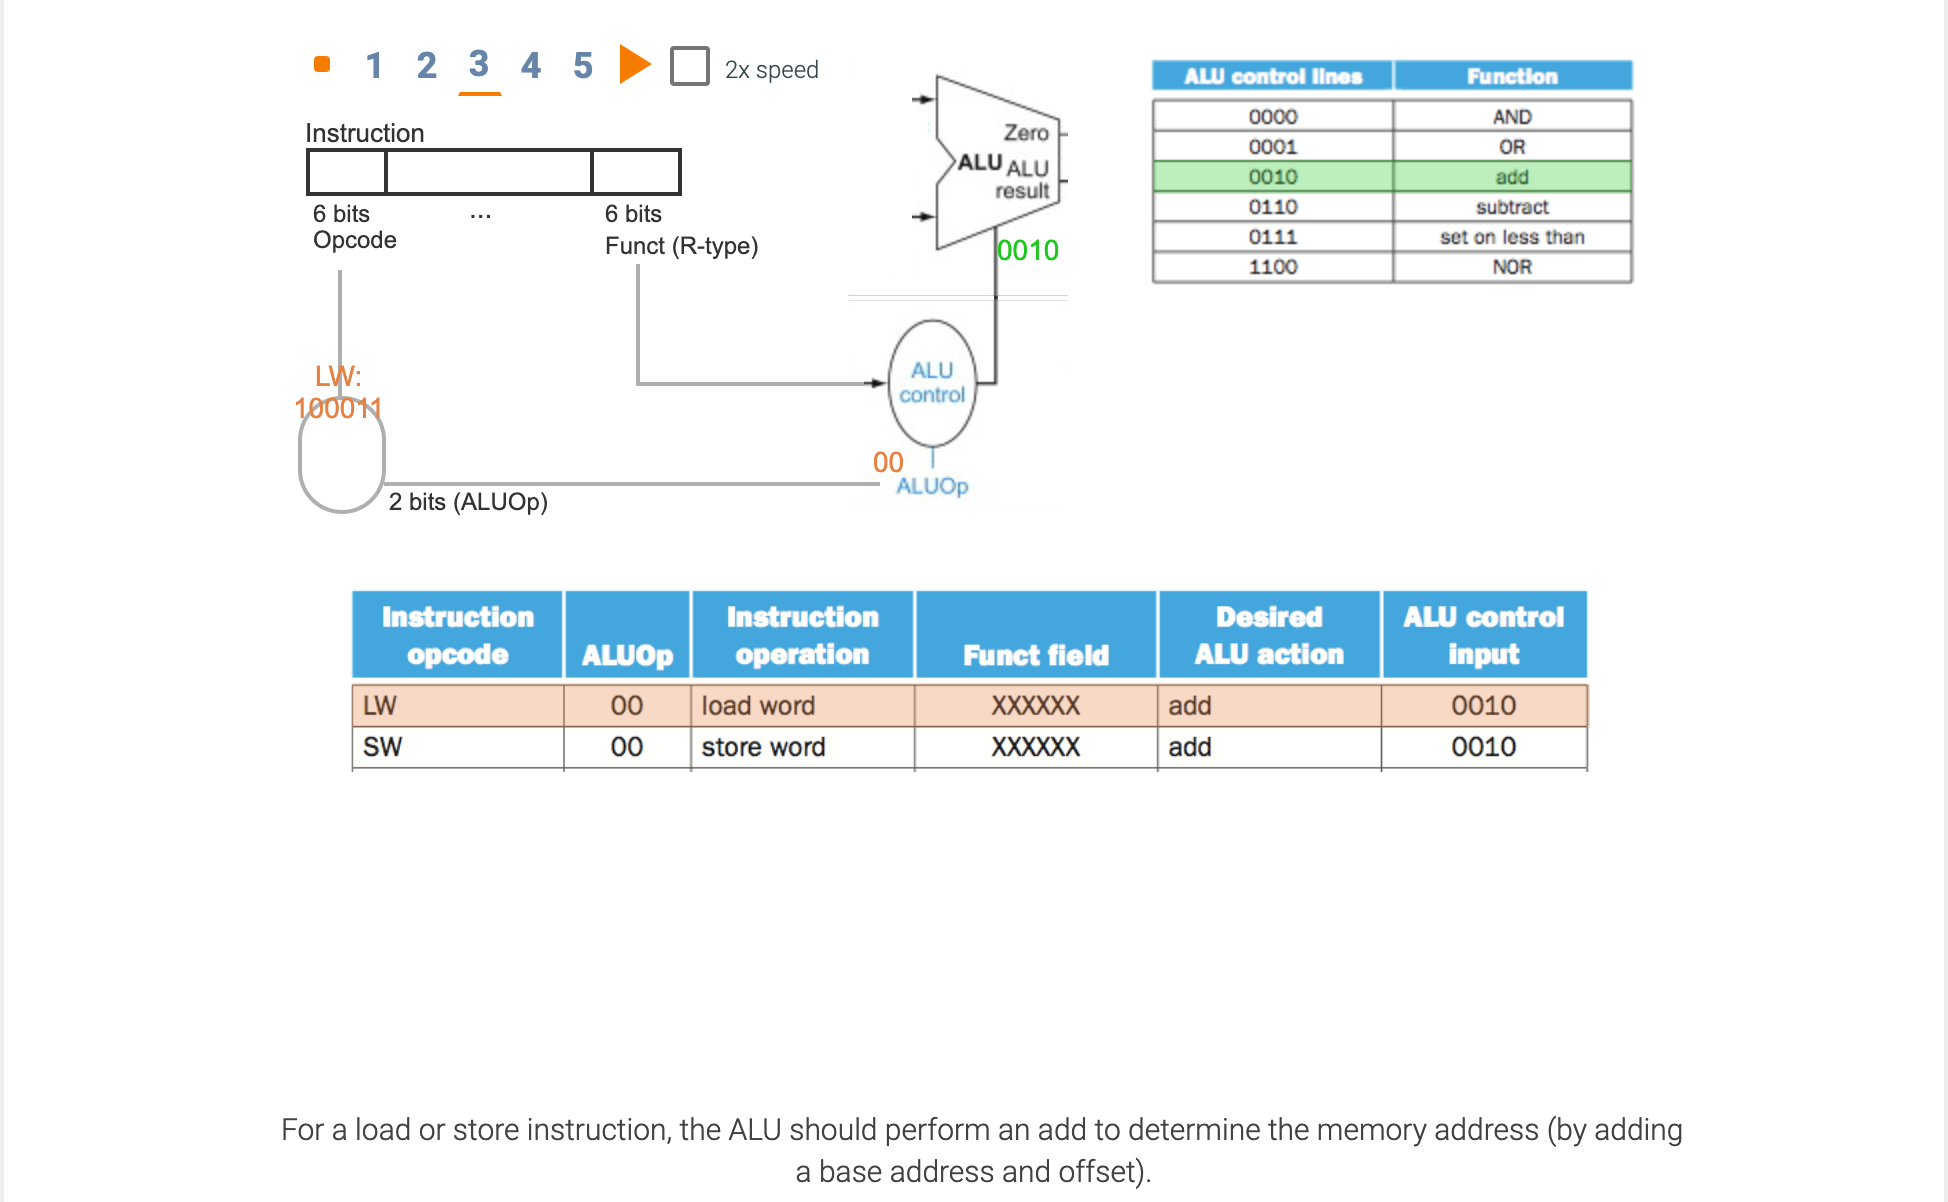 1 2 3 4 5 2x speed
Instruction
6 bits ... 6 bits
Opcode Funct (R-type)
LW:
100011
2 bits (ALUOp)
Zero
ALU ALU
result
0010
ALU
control
00
ALUOp
ALU control lines Function
0000 AND
0001 OR
0010 add
0110 subtract
0111 set on less than
1100 NOR
Instruction opcode ALUOp Instruction operation Funct field Desired ALU action ALU control input
LW 00 load word XXXXXX add 0010
SW 00 store word XXXXXX add 0010
For a load or store instruction, the ALU should perform an add to determine the memory address (by adding
a base address and offset).